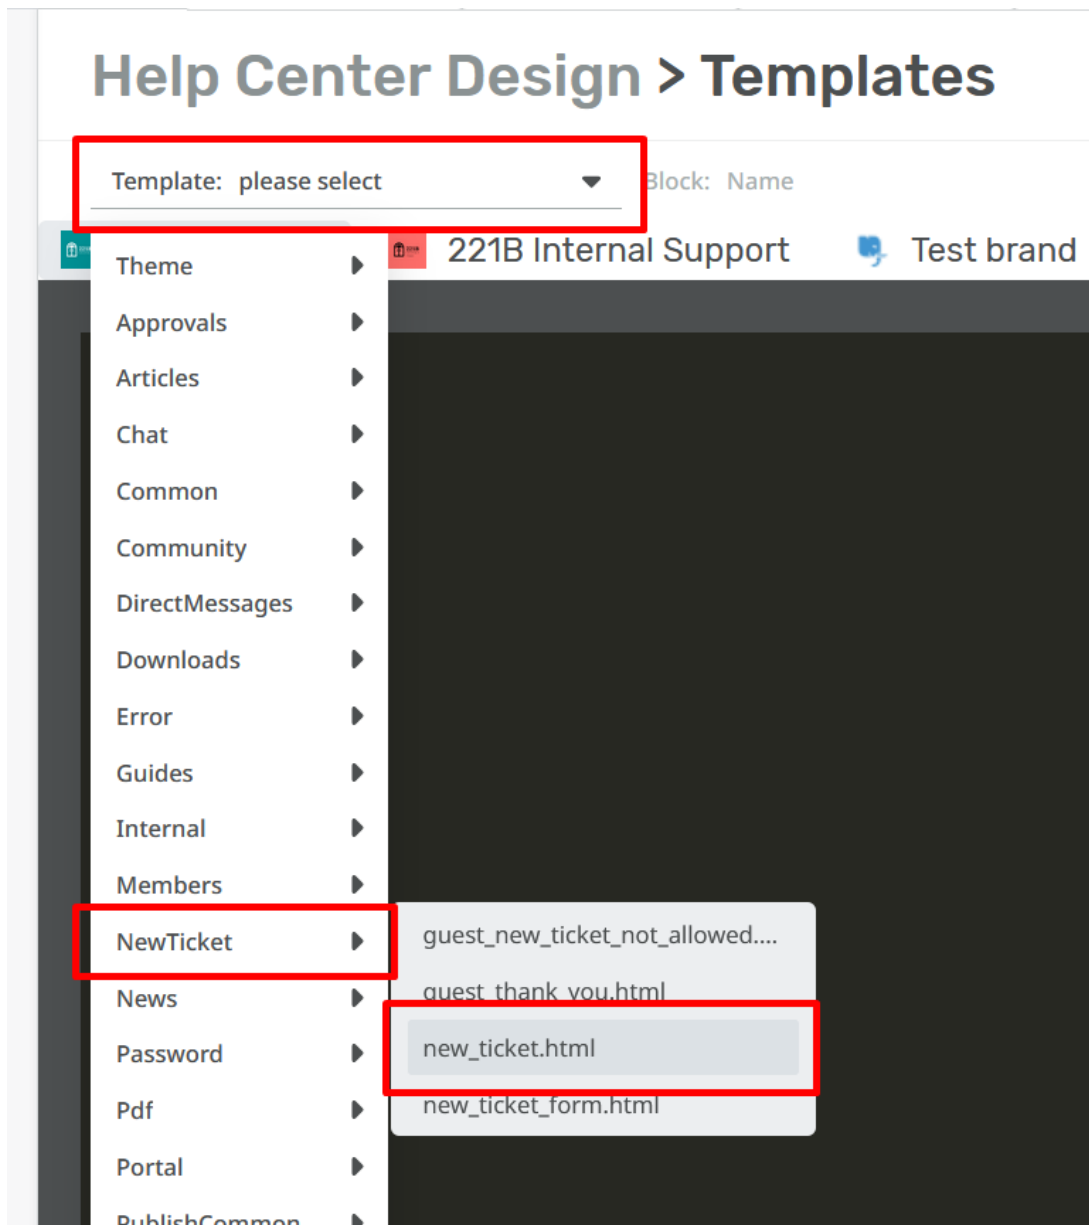 Help Center Design > Templates
Template: please select
Block: Name
221B Internal Support
Test brand
Theme
Approvals
Articles
Chat
Common
Community
DirectMessages
Downloads
Error
Guides
Internal
Members
NewTicket
guest_new_ticket_not_allowed....
guest_thank_you.html
new_ticket.html
new_ticket_form.html
News
Password
Pdf
Portal
PublishCommon